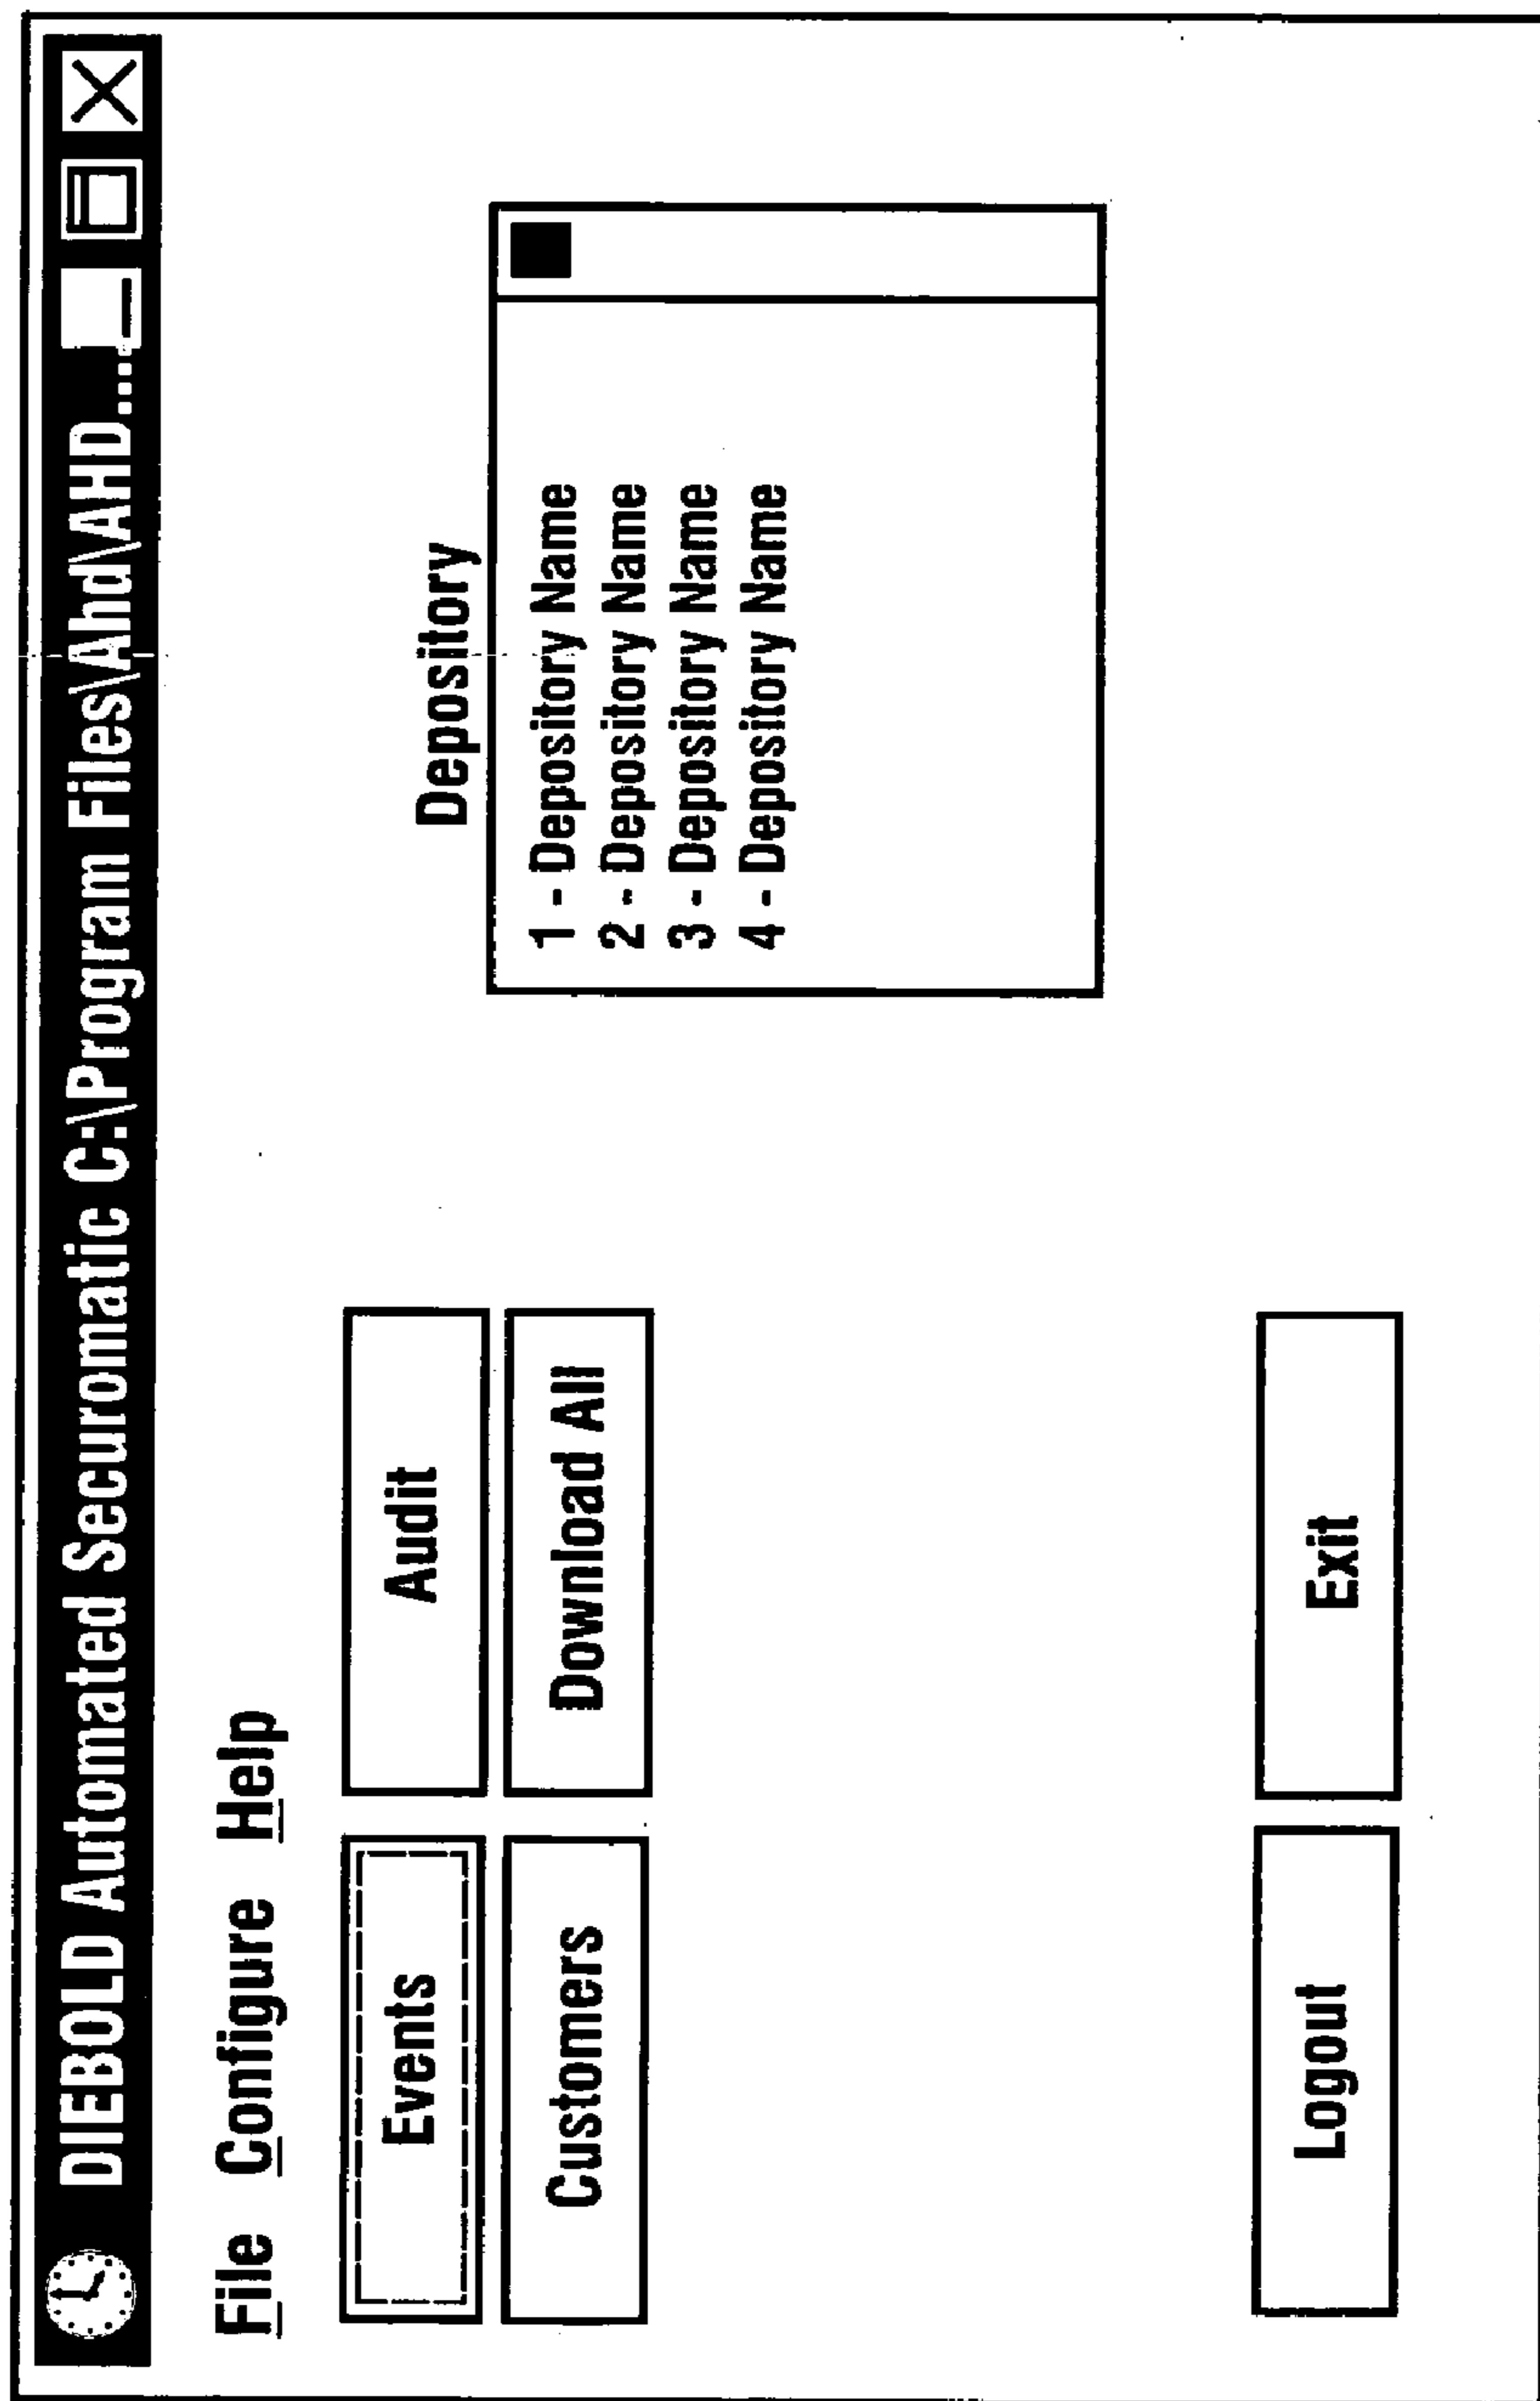 DIEBOLD Automated Securomatic C:\Program Files\Ahd\AHD....
File Configure Help
Events
Audit
Customers
Download All
Logout
Exit
Depository
1 - Depository Name
2 - Depository Name
3 - Depository Name
4 - Depository Name